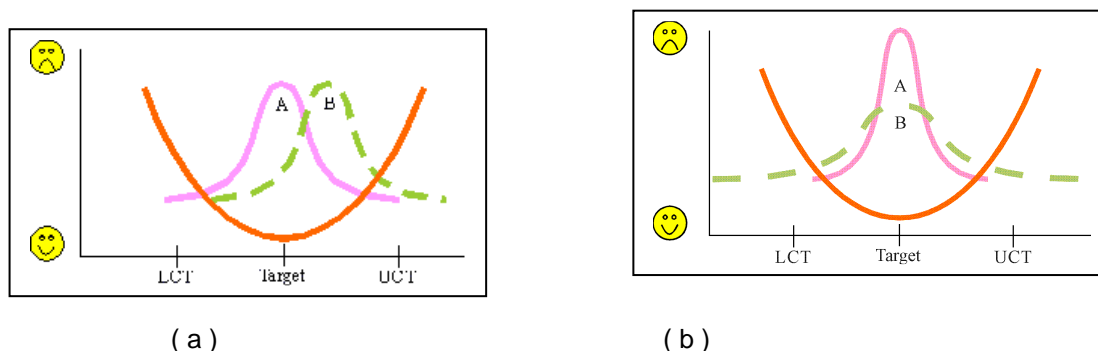 A
B
LCT
Target
UCT
( a )
A
B
LCT
Target
UCT
( b )